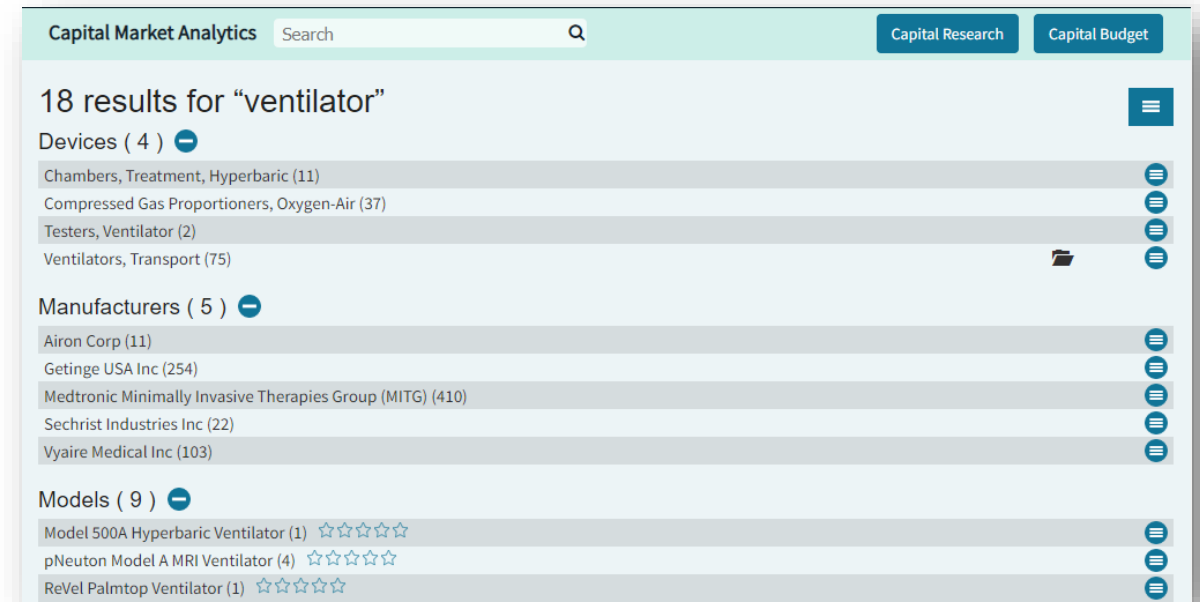 Capital Market Analytics Search Capital Research Capital Budget
18 results for “ventilator”
Devices ( 4 )
Chambers, Treatment, Hyperbaric (11)
Compressed Gas Proportioners, Oxygen-Air (37)
Testers, Ventilator (2)
Ventilators, Transport (75)
Manufacturers ( 5 )
Airon Corp (11)
Getinge USA Inc (254)
Medtronic Minimally Invasive Therapies Group (MITG) (410)
Sechrist Industries Inc (22)
Vyaire Medical Inc (103)
Models ( 9 )
Model 500A Hyperbaric Ventilator (1)
pNeuton Model A MRI Ventilator (4)
ReVel Palmtop Ventilator (1)